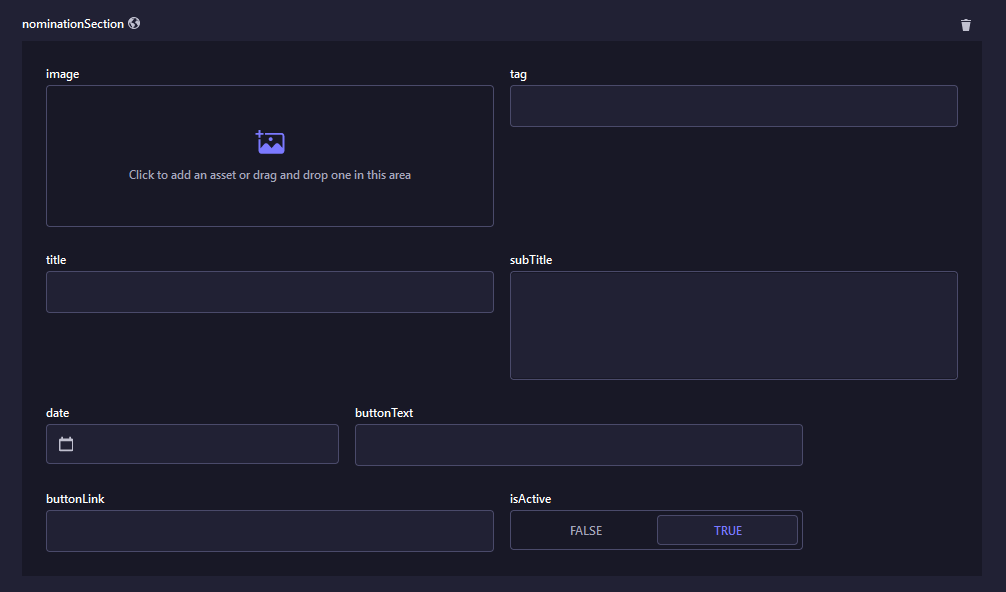 nominationSection
image
tag
Click to add an asset or drag and drop one in this area
title
subTitle
date
buttonText
buttonLink
isActive
FALSE
TRUE